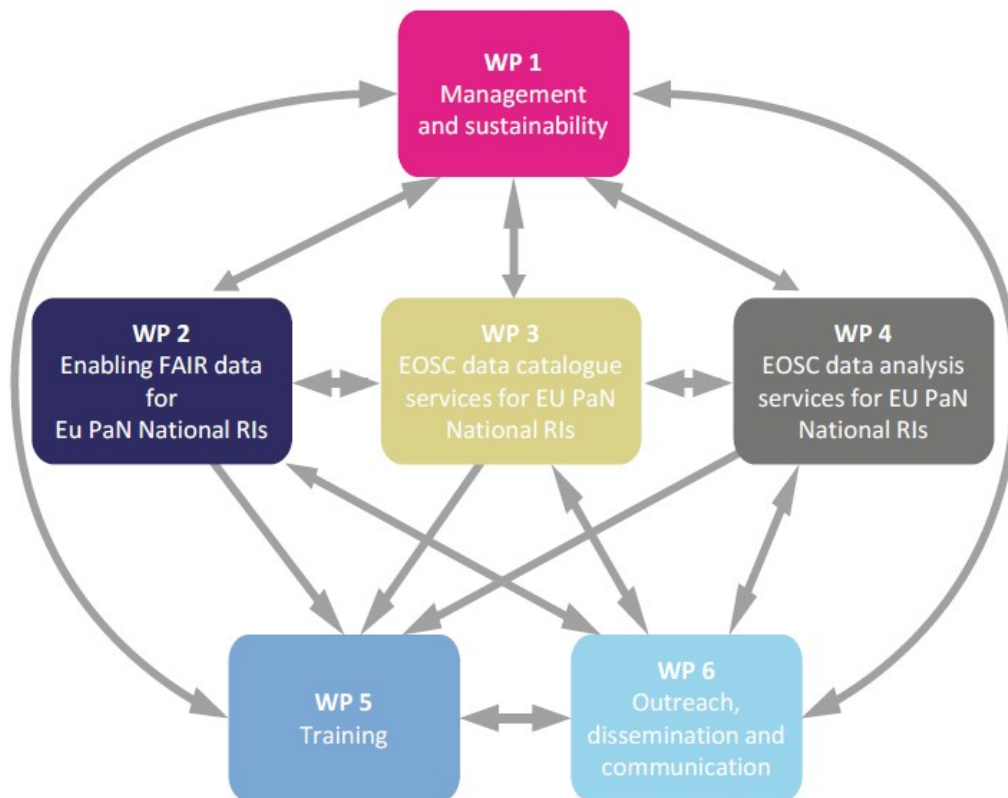 WP 1
Management
and sustainability
WP 2
Enabling FAIR data
for
Eu PaN National RIs
WP 3
EOSC data catalogue
services for EU PaN
National RIs
WP 4
EOSC data analysis
services for EU PaN
National RIs
WP 5
Training
WP 6
Outreach,
dissemination and
communication